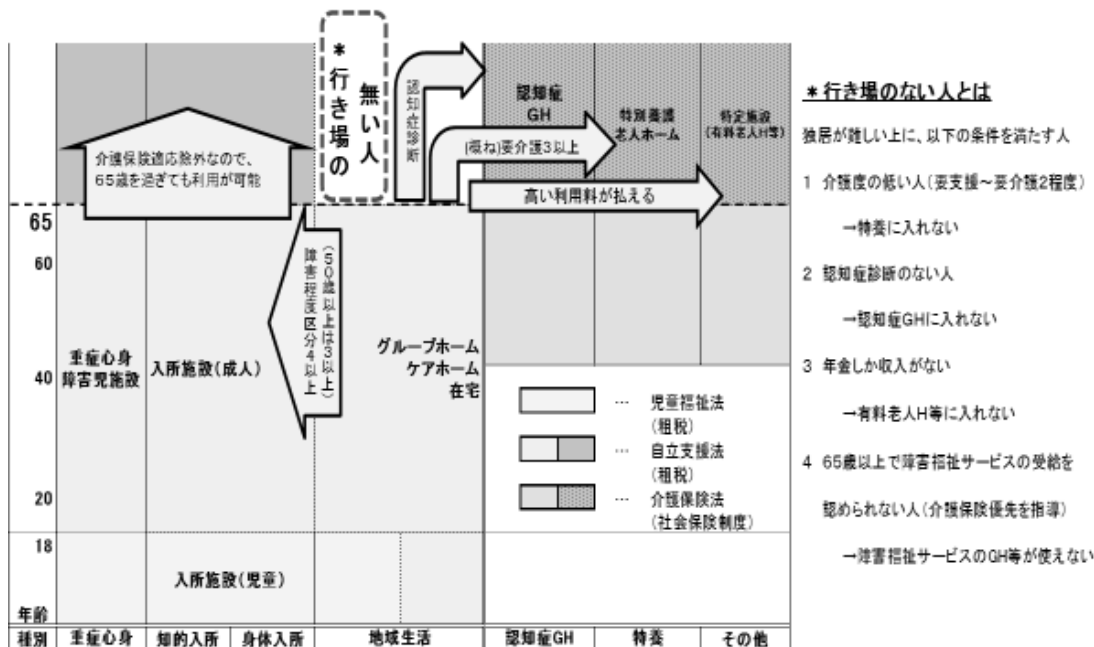 *行き場の
無い人
認知症診断
認知症
GH
特別養護
老人ホーム
特定施設
(有料老人H等)
介護保険適応除外なので、
65歳を過ぎても利用が可能
(概ね)要介護3以上
高い利用料が払える
65
60
40
20
18
年齢
障害程度区分4以上
(50歳以上は3以上)
重症心身
障害児施設
入所施設(成人)
グループホーム
ケアホーム
在宅
… 児童福祉法
(租税)
… 自立支援法
(租税)
… 介護保険法
(社会保険制度)
入所施設(児童)
種別 重症心身 知的入所 身体入所 地域生活 認知症GH 特養 その他
*行き場のない人とは
独居が難しい上に、以下の条件を満たす人
1 介護度の低い人(要支援~要介護2程度)
→特養に入れない
2 認知症診断のない人
→認知症GHに入れない
3 年金しか収入がない
→有料老人H等に入れない
4 65歳以上で障害福祉サービスの受給を
認められない人(介護保険優先を指導)
→障害福祉サービスのGH等が使えない